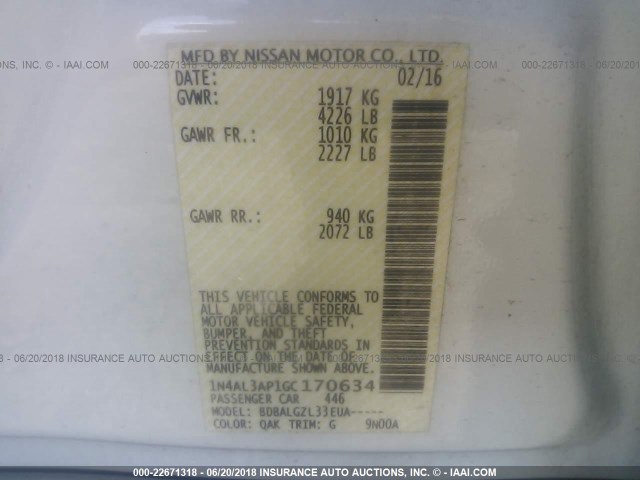 MFD BY NISSAN MOTOR CO., LTD.
DATE: 02/16
GVWR: 1917 KG
4226 LB
GAWR FR.: 1010 KG
2227 LB
GAWR RR.: 940 KG
2072 LB
THIS VEHICLE CONFORMS TO
ALL APPLICABLE FEDERAL
MOTOR VEHICLE SAFETY,
BUMPER, AND THEFT
PREVENTION STANDARDS IN
EFFECT ON THE DATE OF
MANUFACTURE SHOWN ABOVE.
1N4AL3AP1GC170634
PASSENGER CAR 446
MODEL: BDBALGZL33EUA-----
COLOR: QAK TRIM: G 9N00A
000-22671318 - 06/20/2018 - INSURANCE AUTO AUCTIONS, INC. © - IAAI.COM